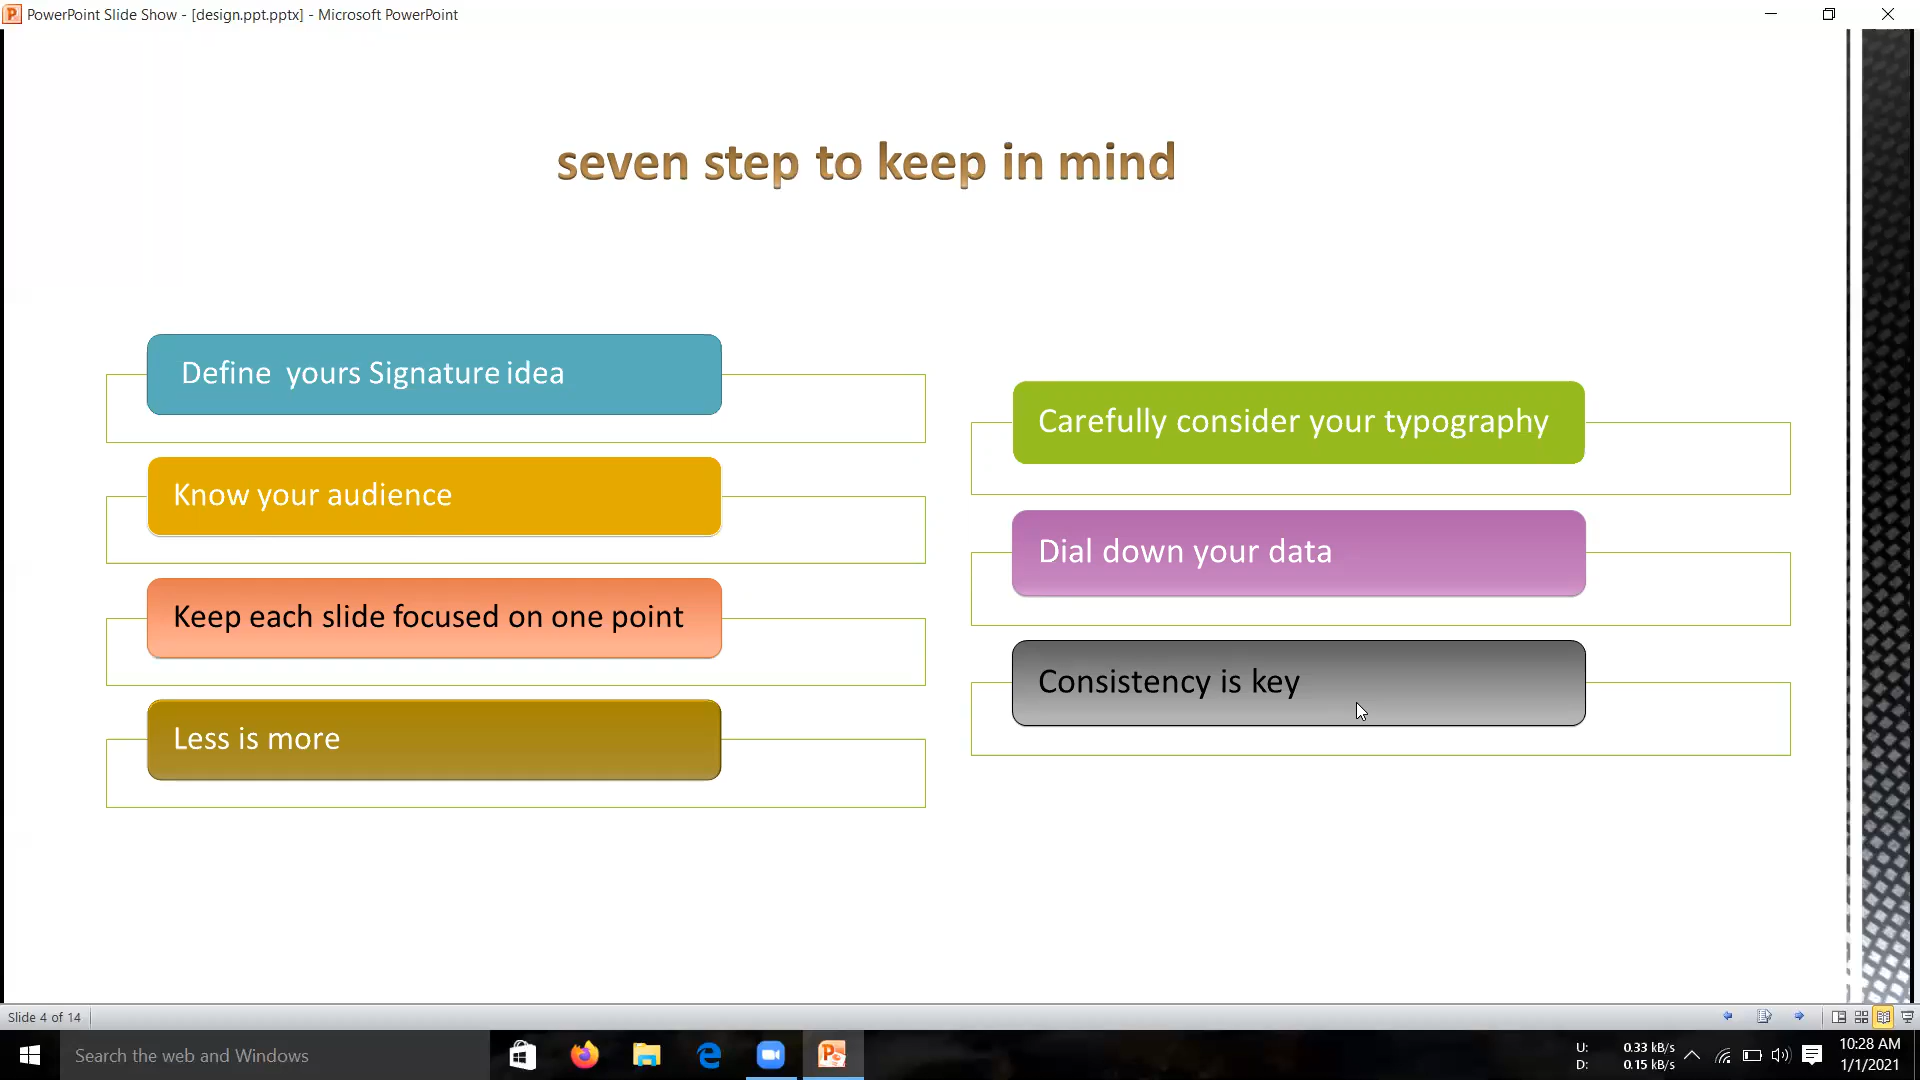 PowerPoint Slide Show - [design.ppt.pptx] - Microsoft PowerPoint
seven step to keep in mind
Define yours Signature idea
Know your audience
Keep each slide focused on one point
Less is more
Carefully consider your typography
Dial down your data
Consistency is key
Slide 4 of 14
Search the web and Windows
U: 0.33 kB/s
D: 0.15 kB/s
10:28 AM
1/1/2021